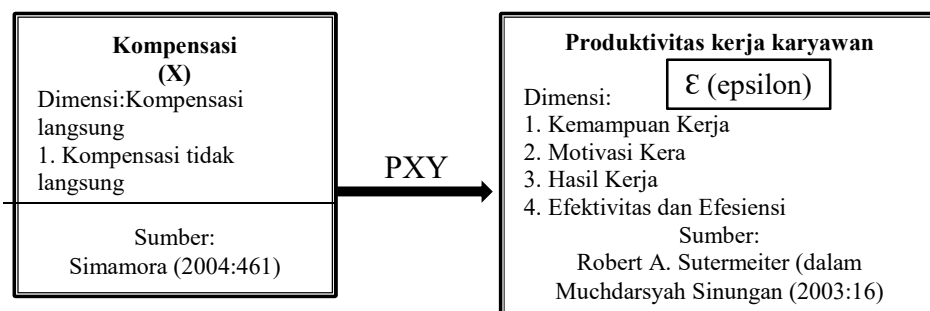 Kompensasi
(X)
Dimensi:Kompensasi
langsung
1. Kompensasi tidak
langsung
Sumber:
Simamora (2004:461)
PXY
Produktivitas kerja karyawan
Ɛ (epsilon)
Dimensi:
1. Kemampuan Kerja
2. Motivasi Kera
3. Hasil Kerja
4. Efektivitas dan Efesiensi
Sumber:
Robert A. Sutermeiter (dalam
Muchdarsyah Sinungan (2003:16)